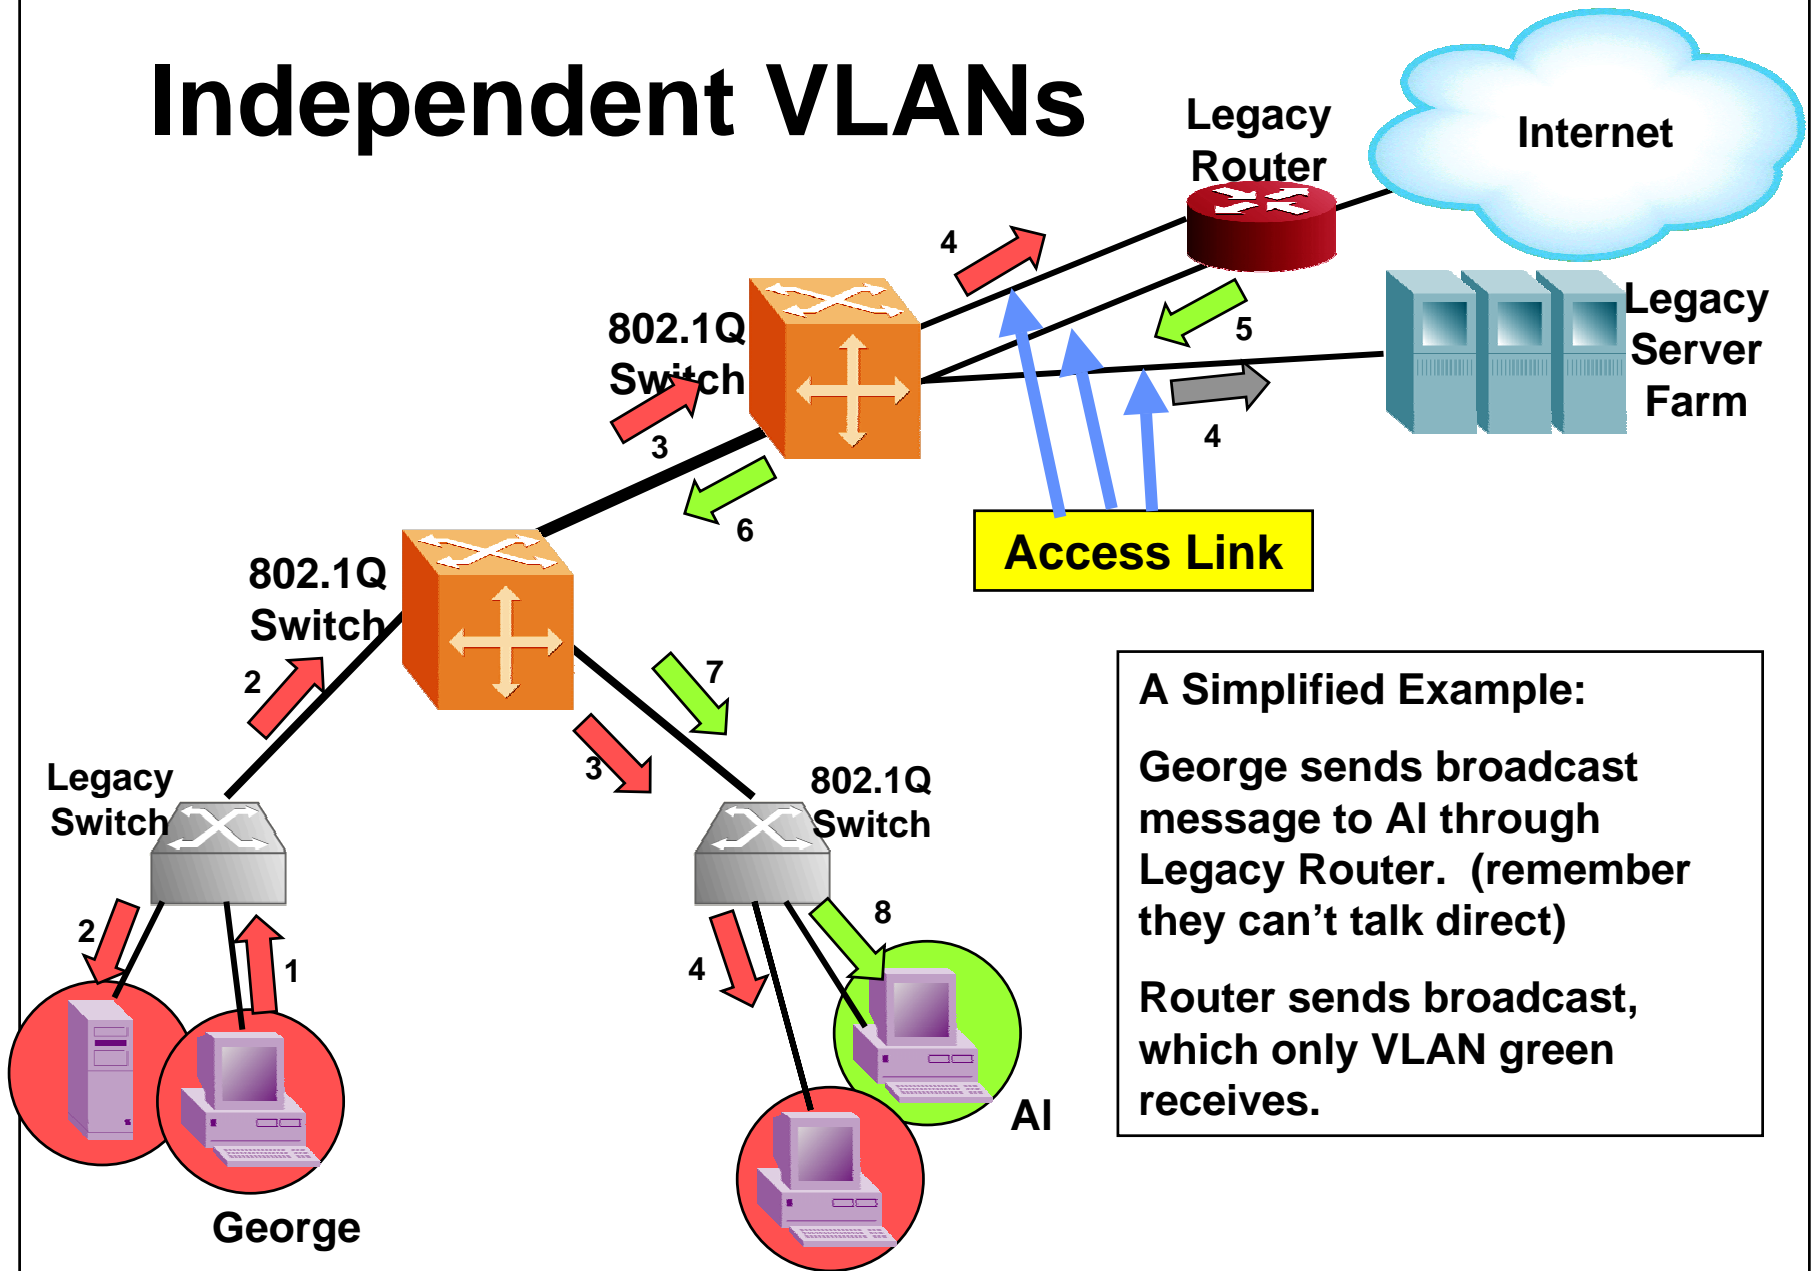 Independent VLANs
Legacy
Router
Internet
4
802.1Q
Switch
5
Legacy
Server
Farm
3
4
6
Access Link
802.1Q
Switch
2
7
3
A Simplified Example:
George sends broadcast
message to Al through
Legacy Router. (remember
they can't talk direct)
Router sends broadcast,
which only VLAN green
receives.
Legacy
Switch
802.1Q
Switch
2
1
4
8
Al
George